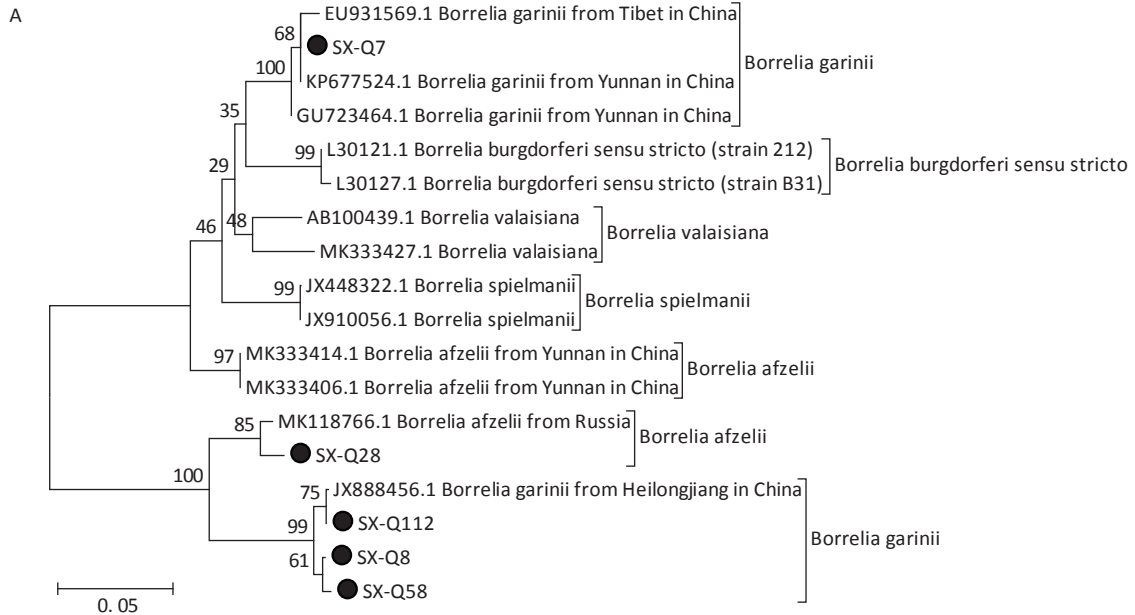 A
EU931569.1 Borrelia garinii from Tibet in China
68
SX-Q7
Borrelia garinii
100
KP677524.1 Borrelia garinii from Yunnan in China
GU723464.1 Borrelia garinii from Yunnan in China
35
99
L30121.1 Borrelia burgdorferi sensu stricto (strain 212)
Borrelia burgdorferi sensu stricto
29
L30127.1 Borrelia burgdorferi sensu stricto (strain B31)
48
AB100439.1 Borrelia valaisiana
Borrelia valaisiana
46
MK333427.1 Borrelia valaisiana
99
JX448322.1 Borrelia spielmanii
Borrelia spielmanii
JX910056.1 Borrelia spielmanii
97
MK333414.1 Borrelia afzelii from Yunnan in China
Borrelia afzelii
MK333406.1 Borrelia afzelii from Yunnan in China
85
MK118766.1 Borrelia afzelii from Russia
Borrelia afzelii
SX-Q28
100
75
JX888456.1 Borrelia garinii from Heilongjiang in China
99
SX-Q112
Borrelia garinii
61
SX-Q8
SX-Q58
0. 05